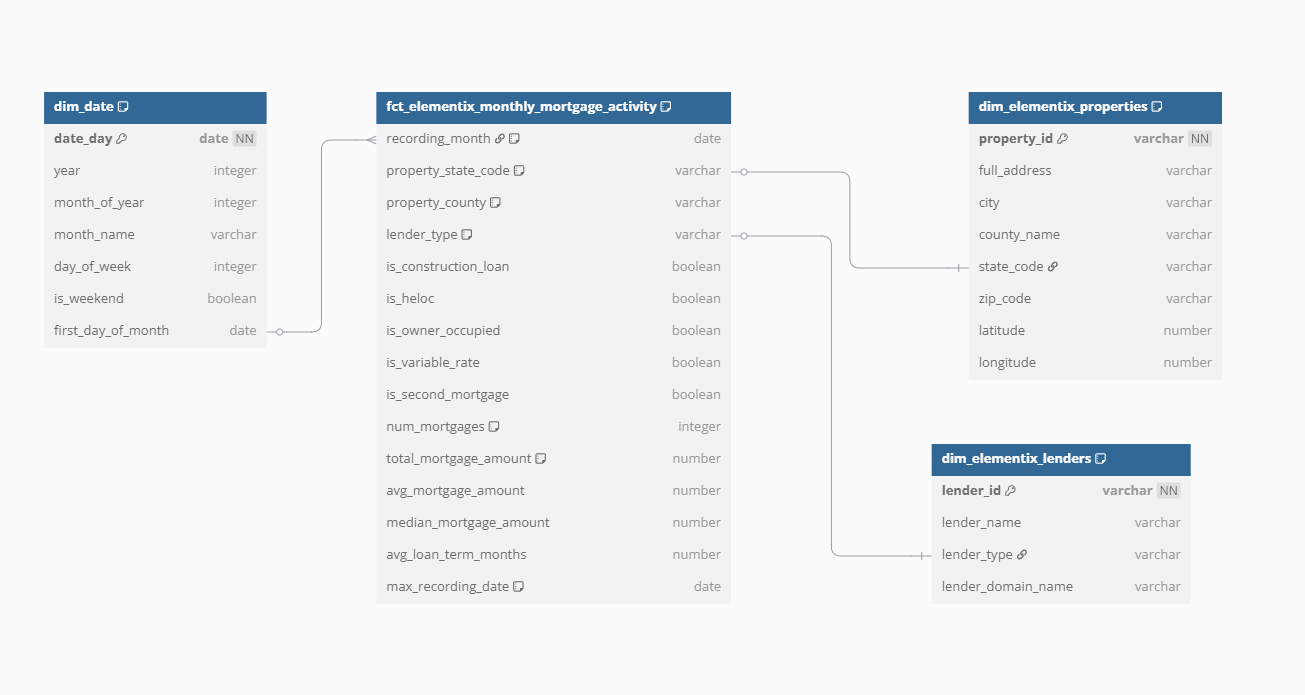 dim_date
date_day date NN
year integer
month_of_year integer
month_name varchar
day_of_week integer
is_weekend boolean
first_day_of_month date
fct_elementix_monthly_mortgage_activity
recording_month date
property_state_code varchar
property_county varchar
lender_type varchar
is_construction_loan boolean
is_heloc boolean
is_owner_occupied boolean
is_variable_rate boolean
is_second_mortgage boolean
num_mortgages integer
total_mortgage_amount number
avg_mortgage_amount number
median_mortgage_amount number
avg_loan_term_months number
max_recording_date date
dim_elementix_properties
property_id varchar NN
full_address varchar
city varchar
county_name varchar
state_code varchar
zip_code varchar
latitude number
longitude number
dim_elementix_lenders
lender_id varchar NN
lender_name varchar
lender_type varchar
lender_domain_name varchar